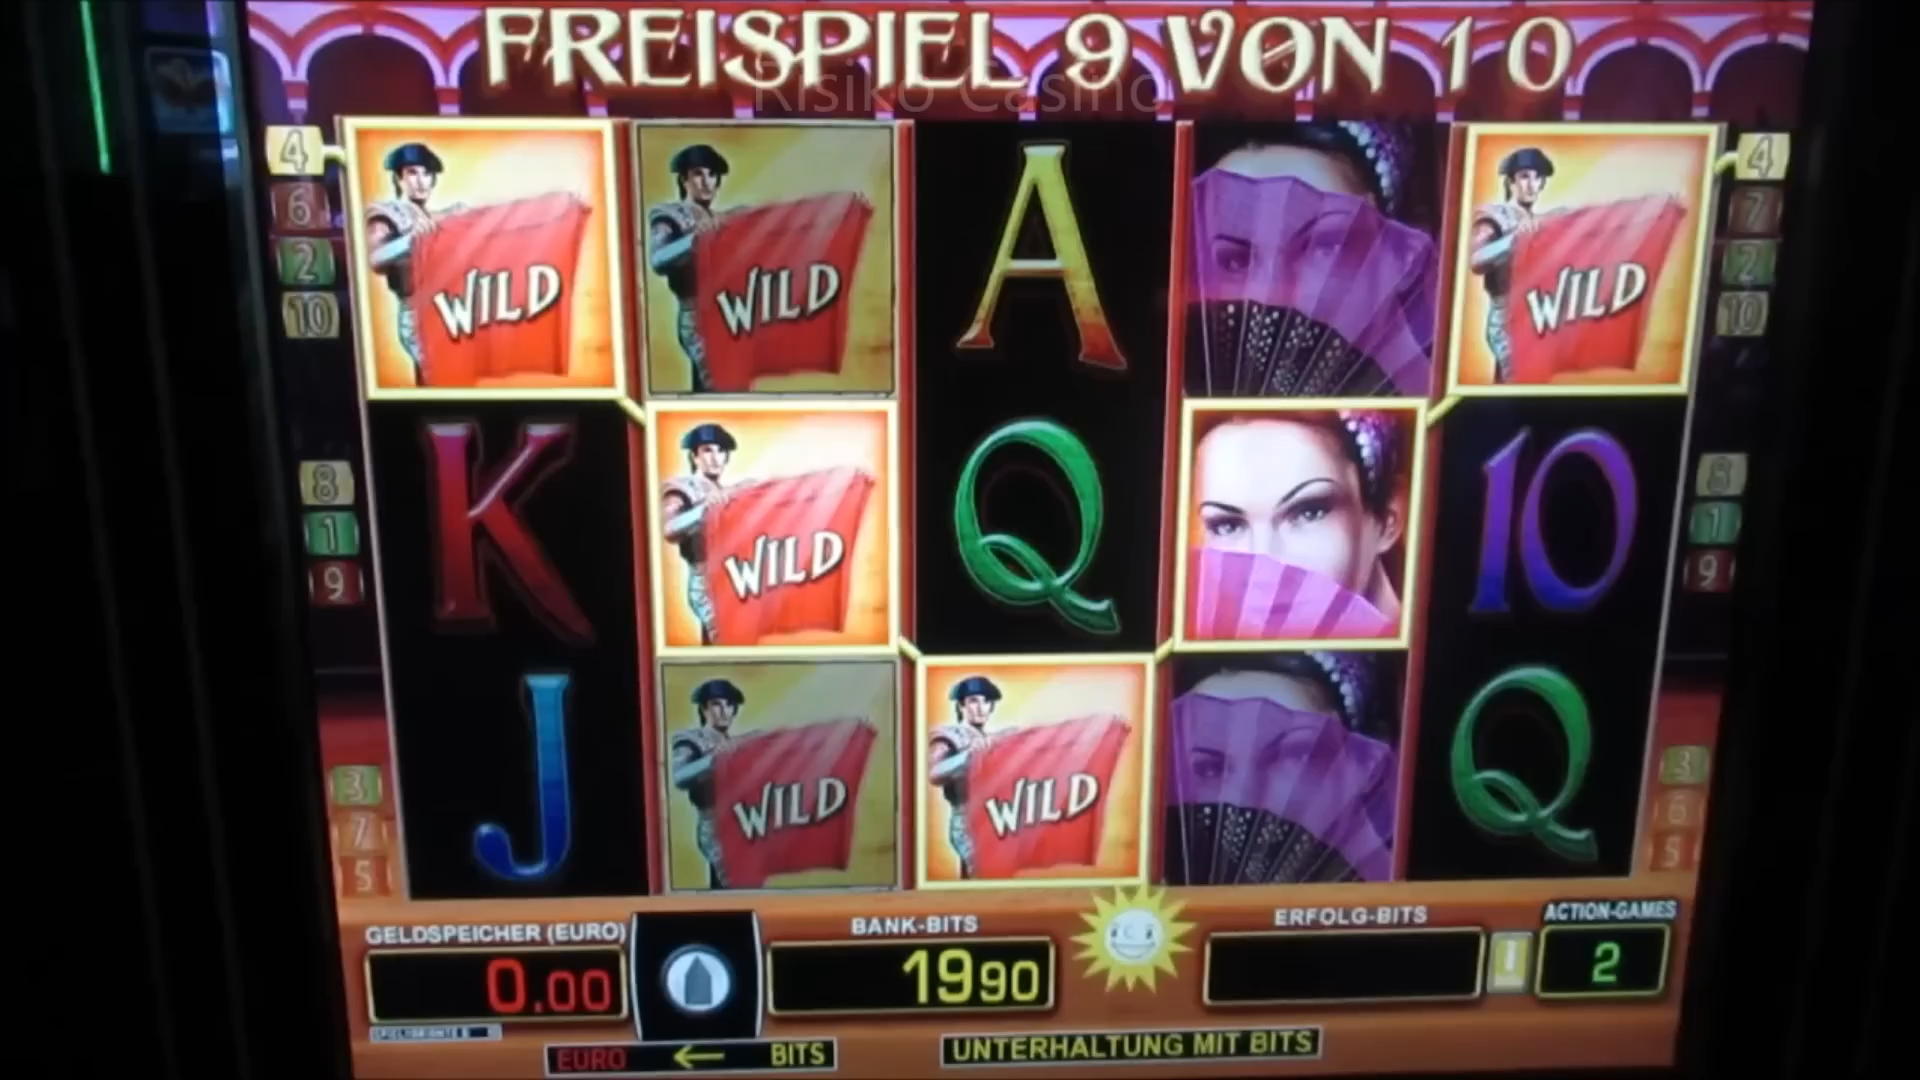 FREISPIEL 9 VON 10
Risiko Casino
4 4
6 7
2 2
10 10
WILD WILD A WILD
8 8
1 1
9 9
K WILD Q 10
3 3
7 6
5 5
J WILD WILD Q
GELDSPEICHER (EURO) BANK-BITS ERFOLG-BITS ACTION-GAMES
0.00 1990 2
EURO ← BITS UNTERHALTUNG MIT BITS